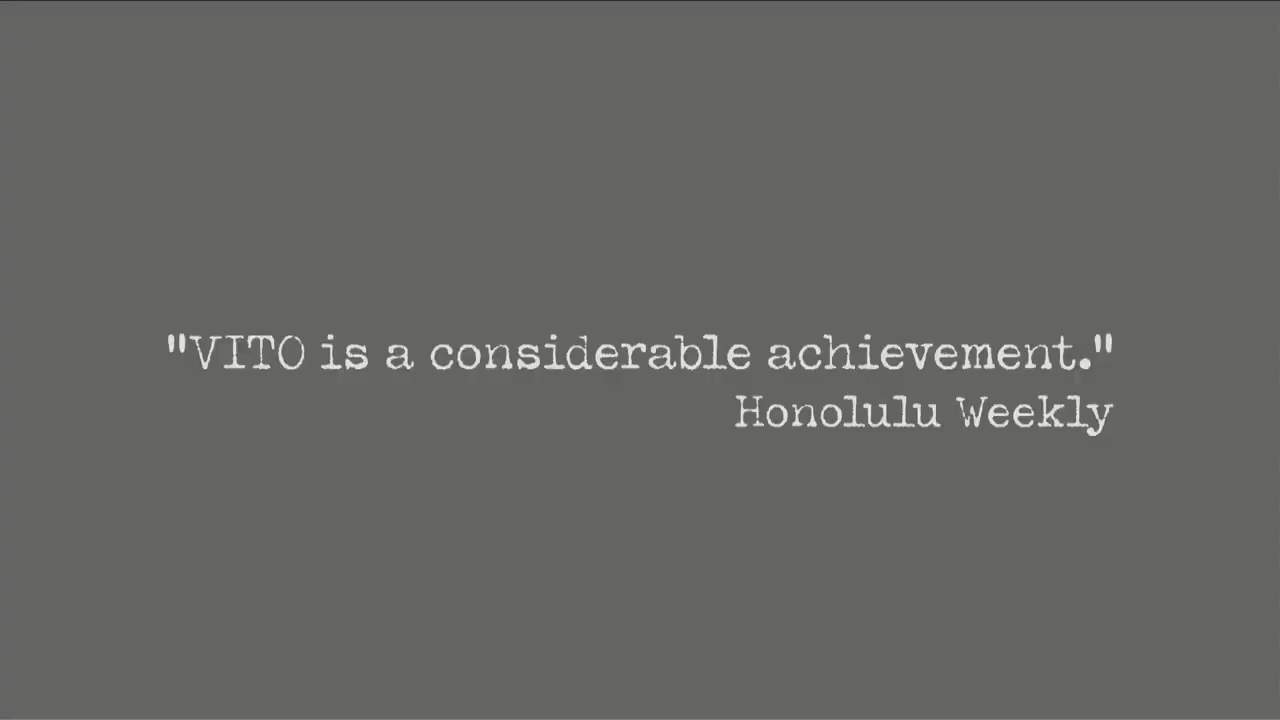 "VITO is a considerable achievement."
Honolulu Weekly